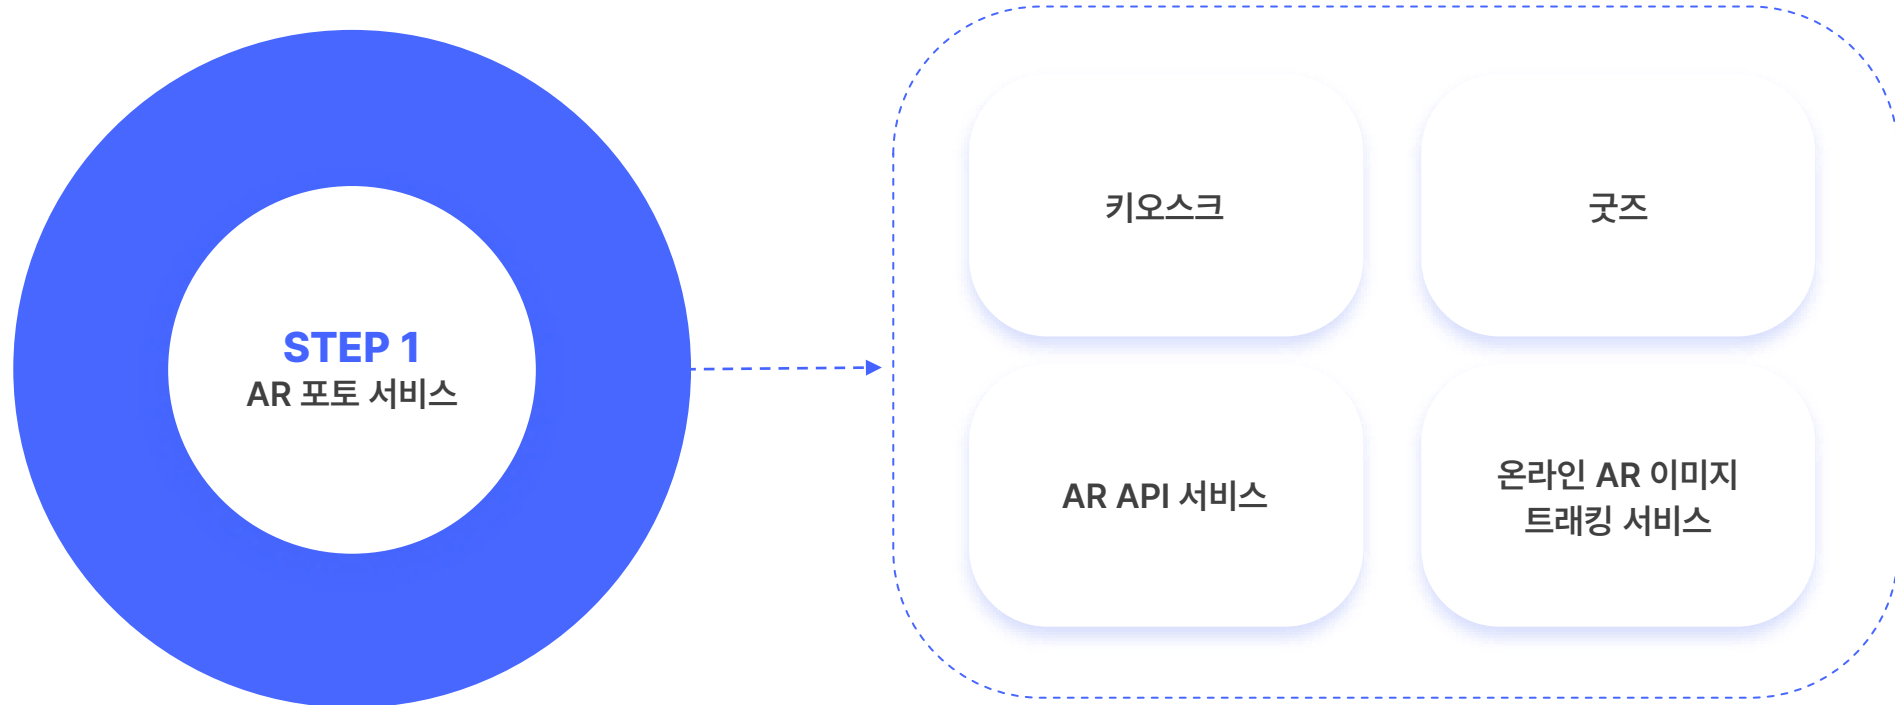 STEP 1
AR 포토 서비스
키오스크
굿즈
AR API 서비스
온라인 AR 이미지
트래킹 서비스